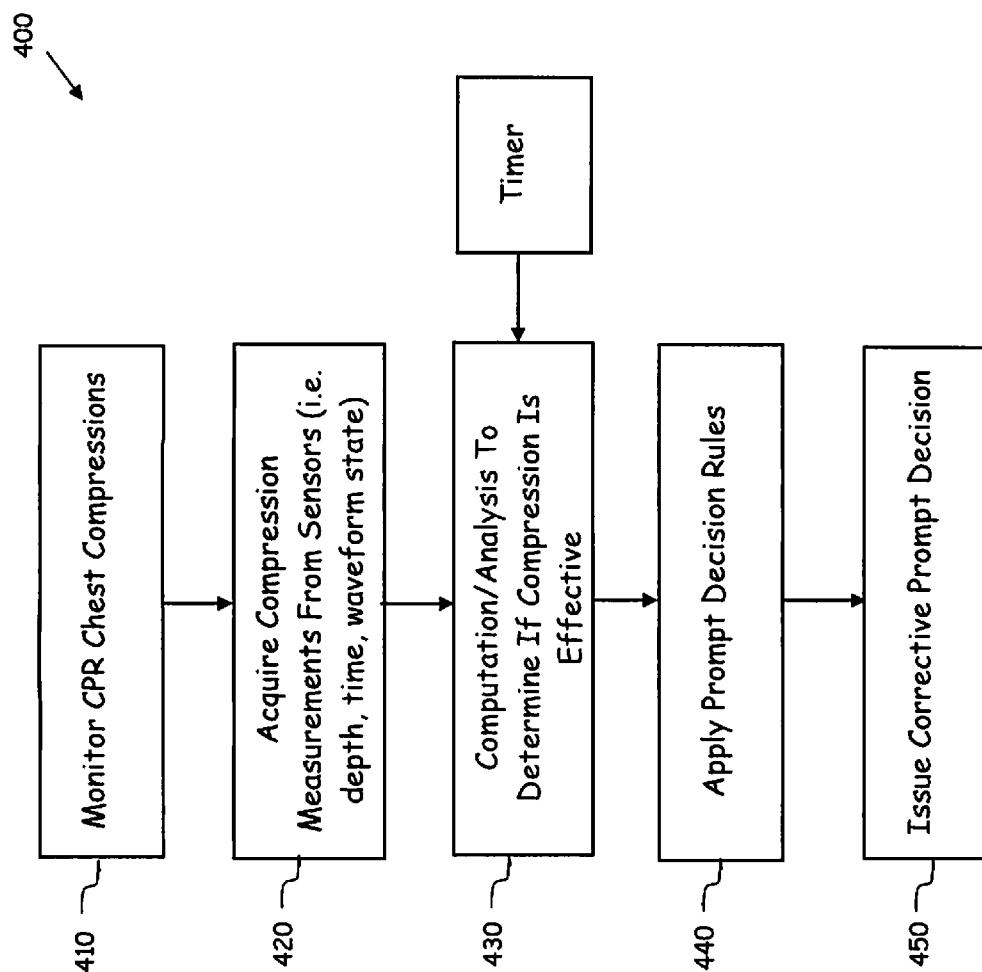 400
410
Monitor CPR Chest Compressions
420
Acquire Compression
Measurements From Sensors (i.e.
depth, time, waveform state)
430
Computation/Analysis To
Determine If Compression Is
Effective
Timer
440
Apply Prompt Decision Rules
450
Issue Corrective Prompt Decision